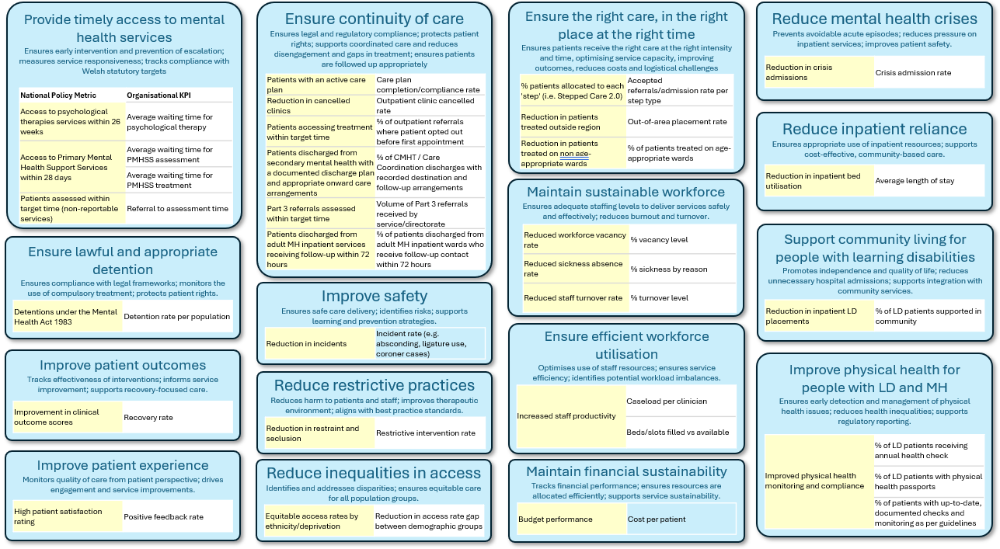 Provide timely access to mental
health services
Ensures early intervention and prevention of escalation;
measures service responsiveness; tracks compliance with
Welsh statutory targets
National Policy Metric
Organisational KPI
Access to psychological
therapies services within 26
weeks
Average waiting time for
psychological therapy
Access to Primary Mental
Health Support Services
within 28 days
Average waiting time for
PMHSS assessment
Average waiting time for
PMHSS treatment
Patients assessed within
target time (non-reportable
services)
Referral to assessment time
Ensure lawful and appropriate
detention
Ensures compliance with legal frameworks; monitors the
use of compulsory treatment; protects patient rights.
Detentions under the Mental
Health Act 1983
Detention rate per population
Improve patient outcomes
Tracks effectiveness of interventions; informs service
improvement; supports recovery-focused care.
Improvement in clinical
outcome scores
Recovery rate
Improve patient experience
Monitors quality of care from patient perspective; drives
engagement and service improvements.
High patient satisfaction
rating
Positive feedback rate
Ensure continuity of care
Ensures legal and regulatory compliance; protects patient
rights; supports coordinated care and reduces
disengagement and gaps in treatment; ensures patients
are followed up appropriately
Patients with an active care
plan
Care plan
completion/compliance rate
Reduction in cancelled
clinics
Outpatient clinic cancelled
rate
Patients accessing treatment
within target time
% of outpatient referrals
where patient opted out
before first appointment
Patients discharged from
secondary mental health with
a documented discharge plan
and appropriate onward care
arrangements
% of CMHT / Care
Coordination discharges with
recorded destination and
follow-up arrangements
Part 3 referrals assessed
within target time
Volume of Part 3 referrals
received by
service/directorate
Patients discharged from
adult MH inpatient services
receiving follow-up within 72
hours
% of patients discharged from
adult MH inpatient wards who
receive follow-up contact
within 72 hours
Improve safety
Ensures safe care delivery; identifies risks; supports
learning and prevention strategies.
Reduction in incidents
Incident rate (e.g.
absconding, ligature use,
coroner cases)
Reduce restrictive practices
Reduces harm to patients and staff; improves therapeutic
environment; aligns with best practice standards.
Reduction in restraint and
seclusion
Restrictive intervention rate
Reduce inequalities in access
Identifies and addresses disparities; ensures equitable care
for all population groups.
Equitable access rates by
ethnicity/deprivation
Reduction in access rate gap
between demographic groups
Ensure the right care, in the right
place at the right time
Ensures patients receive the right care at the right intensity
and time, optimising service capacity, improving
outcomes, reduces costs and logistical challenges
% patients allocated to each
'step' (i.e. Stepped Care 2.0)
Accepted
referrals/admission rate per
step type
Reduction in patients
treated outside region
Out-of-area placement rate
Reduction in patients
treated on non age-
appropriate wards
% of patients treated on age-
appropriate wards
Maintain sustainable workforce
Ensures adequate staffing levels to deliver services safely
and effectively; reduces burnout and turnover.
Reduced workforce vacancy
rate
% vacancy level
Reduced sickness absence
rate
% sickness by reason
Reduced staff turnover rate
% turnover level
Ensure efficient workforce
utilisation
Optimises use of staff resources; ensures service
efficiency; identifies potential workload imbalances.
Increased staff productivity
Caseload per clinician
Beds/slots filled vs available
Maintain financial sustainability
Tracks financial performance; ensures resources are
allocated efficiently; supports service sustainability.
Budget performance
Cost per patient
Reduce mental health crises
Prevents avoidable acute episodes; reduces pressure on
inpatient services; improves patient safety.
Reduction in crisis
admissions
Crisis admission rate
Reduce inpatient reliance
Ensures appropriate use of inpatient resources; supports
cost-effective, community-based care.
Reduction in inpatient bed
utilisation
Average length of stay
Support community living for
people with learning disabilities
Promotes independence and quality of life; reduces
unnecessary hospital admissions; supports integration with
community services.
Reduction in inpatient LD
placements
% of LD patients supported in
community
Improve physical health for
people with LD and MH
Ensures early detection and management of physical
health issues; reduces health inequalities; supports
regulatory reporting.
Improved physical health
monitoring and compliance
% of LD patients receiving
annual health check
% of LD patients with physical
health passports
% of patients with up-to-date,
documented checks and
monitoring as per guidelines